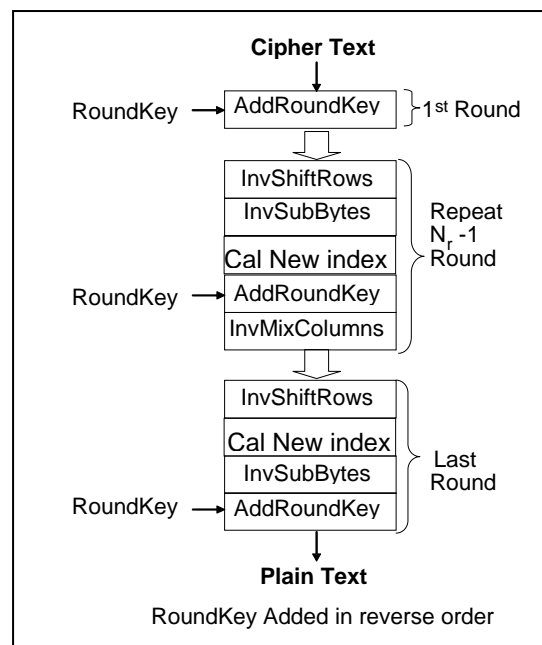 Cipher Text
RoundKey
AddRoundKey
1st Round
InvShiftRows
InvSubBytes
Cal New index
RoundKey
AddRoundKey
InvMixColumns
Repeat
Nr -1
Round
InvShiftRows
Cal New index
InvSubBytes
RoundKey
AddRoundKey
Last
Round
Plain Text
RoundKey Added in reverse order